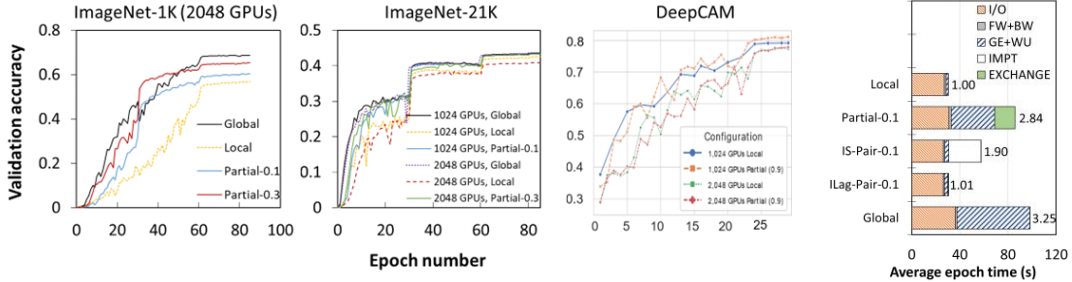 ImageNet-1K (2048 GPUs)
Validation accuracy
0.8
0.6
0.4
0.2
0
0 20 40 60 80 100
Global
Local
Partial-0.1
Partial-0.3
ImageNet-21K
0.5
0.4
0.3
0.2
0.1
0
0 20 40 60 80
1024 GPUs, Global
1024 GPUs, Local
1024 GPUs, Partial-0.1
2048 GPUs, Global
2048 GPUs, Local
2048 GPUs, Partial-0.3
Epoch number
DeepCAM
0.8
0.7
0.6
0.5
0.4
0.3
0 5 10 15 20 25
Configuration
1,024 GPUs Local
1,024 GPUs Partial (0.9)
2,048 GPUs Local
2,048 GPUs Partial (0.9)
I/O
FW+BW
GE+WU
IMPT
EXCHANGE
Local 1.00
Partial-0.1 2.84
IS-Pair-0.1 1.90
ILag-Pair-0.1 1.01
Global 3.25
0 40 80 120
Average epoch time (s)